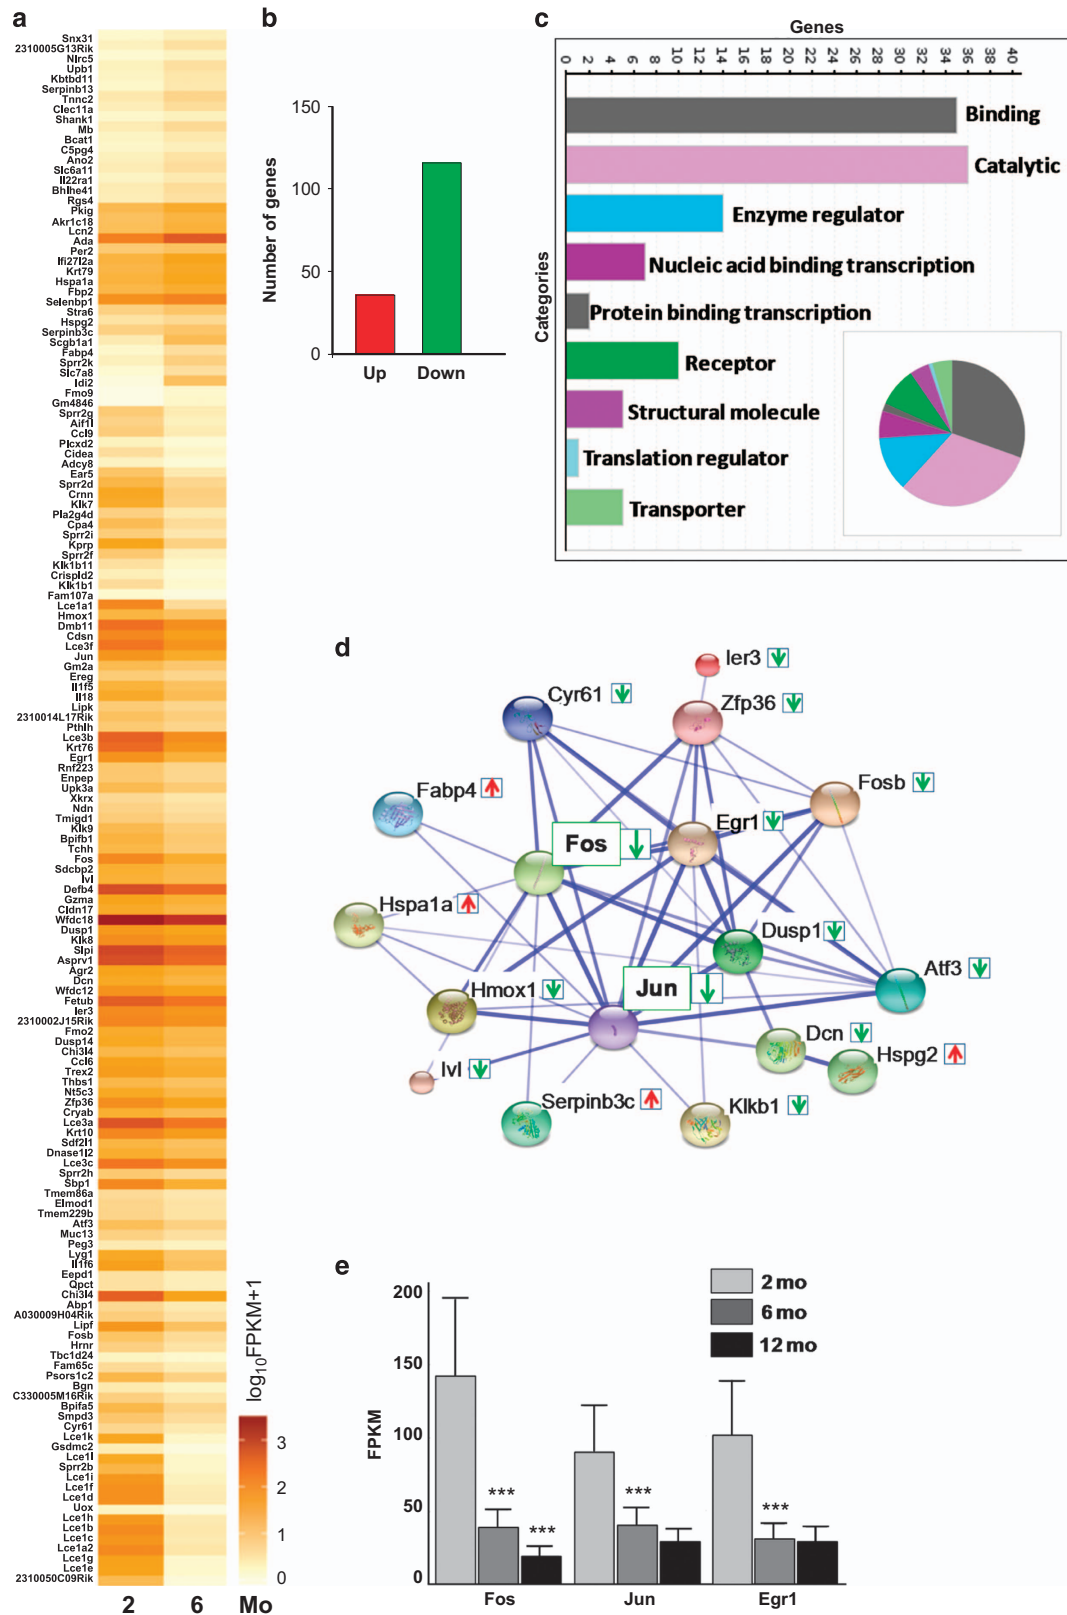 a
Snx31
2310005G13Rik
Nlrc5
Upb1
Kbtbd11
Serpinb13
Tnnc2
Clec11a
Shank1
Mb
Bcat1
C5pg4
Ano2
Slc6a11
Il22ra1
Bhlhe41
Rgs4
Pkig
Akr1c18
Lcn2
Ada
Per2
Ifi27l2a
Krt79
Hspa1a
Fbp2
Selenbp1
Stra6
Hspg2
Serpinb3c
Scgb1a1
Fabp4
Sprr2k
Slc7a8
Idi2
Fmo9
Gm4846
Sprr2g
Aif1l
Ccl9
Plcxd2
Cidea
Adcy8
Ear5
Sprr2d
Crnn
Klk7
Pla2g4d
Cpa4
Sprr2i
Kprp
Sprr2f
Klk1b11
Crispld2
Klk1b1
Fam107a
Lce1a1
Hmox1
Dmb11
Cdsn
Lce3f
Jun
Gm2a
Ereg
Il1f5
Il18
Lipk
2310014L17Rik
Pthlh
Lce3b
Krt76
Egr1
Rnf223
Enpep
Upk3a
Xkrx
Ndn
Tmigd1
Klk9
Bpifb1
Tchh
Fos
Sdcbp2
Ivl
Defb4
Gzma
Cldn17
Wfdc18
Dusp1
Klk8
Slpi
Asprv1
Agr2
Dcn
Wfdc12
Fetub
Ier3
2310002J15Rik
Fmo2
Dusp14
Chi3l4
Ccl6
Trex2
Thbs1
Nt5c3
Zfp36
Cryab
Lce3a
Krt10
Sdf2l1
Dnase1l2
Lce3c
Sprr2h
Sbp1
Tmem86a
Elmod1
Tmem229b
Atf3
Muc13
Peg3
Lyg1
Il1f6
Eepd1
Qpct
Chi3l4
Abp1
A030009H04Rik
Lipf
Fosb
Hrnr
Tbc1d24
Fam65c
Psors1c2
Bgn
C330005M16Rik
Bpifa5
Smpd3
Cyr61
Lce1k
Gsdmc2
Lce1l
Sprr2b
Lce1i
Lce1f
Lce1d
Uox
Lce1h
Lce1b
Lce1c
Lce1a2
Lce1g
Lce1e
2310050C09Rik
2 6 Mo
log10FPKM+1
3
2
1
0
b
Number of genes
150
100
50
0
Up Down
c
Genes
0 2 4 6 8 10 12 14 16 18 20 22 24 26 28 30 32 34 36 38 40
Categories
Binding
Catalytic
Enzyme regulator
Nucleic acid binding transcription
Protein binding transcription
Receptor
Structural molecule
Translation regulator
Transporter
d
Ier3
Cyr61
Zfp36
Fabp4
Fosb
Egr1
Fos
Hspa1a
Dusp1
Atf3
Hmox1
Jun
Dcn
Hspg2
Ivl
Serpinb3c
Klkb1
e
2 mo
6 mo
12 mo
FPKM
200
150
100
50
0
*** *** *** ***
Fos Jun Egr1